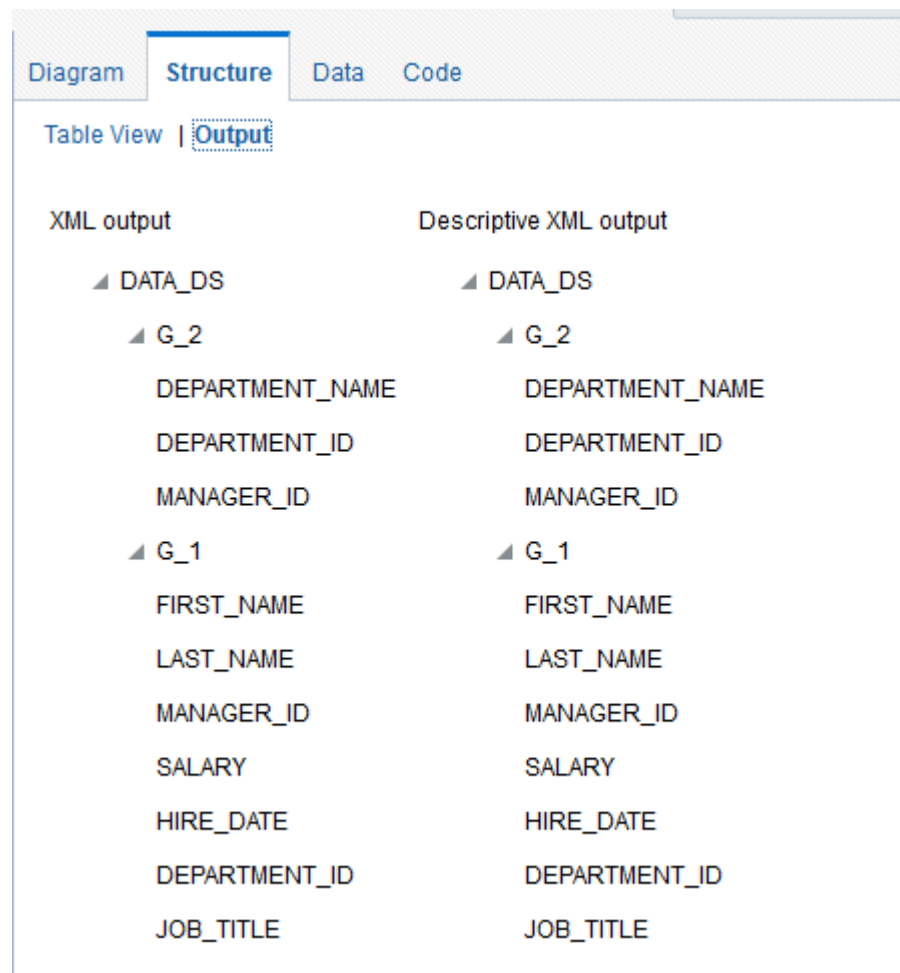 Diagram Structure Data Code
Table View | Output
XML output Descriptive XML output
DATA_DS DATA_DS
G_2 G_2
DEPARTMENT_NAME DEPARTMENT_NAME
DEPARTMENT_ID DEPARTMENT_ID
MANAGER_ID MANAGER_ID
G_1 G_1
FIRST_NAME FIRST_NAME
LAST_NAME LAST_NAME
MANAGER_ID MANAGER_ID
SALARY SALARY
HIRE_DATE HIRE_DATE
DEPARTMENT_ID DEPARTMENT_ID
JOB_TITLE JOB_TITLE